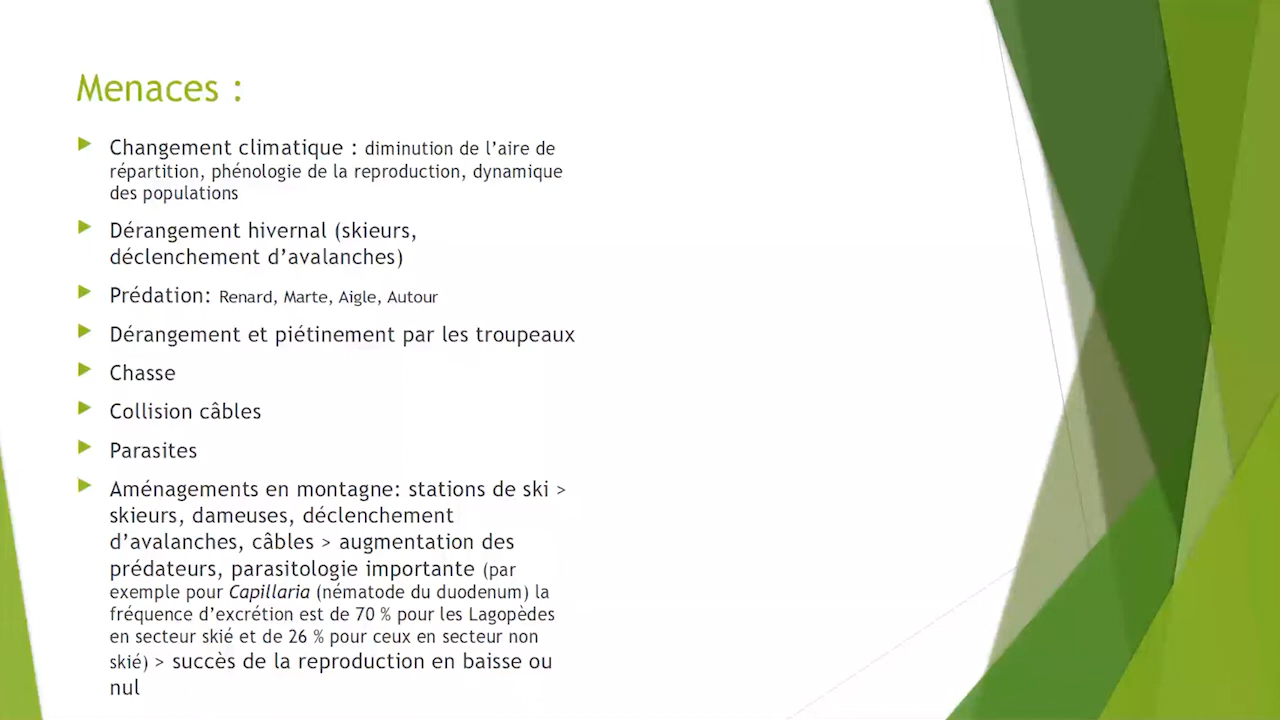 Menaces :
Changement climatique : diminution de l’aire de
répartition, phénologie de la reproduction, dynamique
des populations
Dérangement hivernal (skieurs,
déclenchement d’avalanches)
Prédation: Renard, Marte, Aigle, Autour
Dérangement et piétinement par les troupeaux
Chasse
Collision câbles
Parasites
Aménagements en montagne: stations de ski >
skieurs, dameuses, déclenchement
d’avalanches, câbles > augmentation des
prédateurs, parasitologie importante (par
exemple pour Capillaria (nématode du duodenum) la
fréquence d’excrétion est de 70 % pour les Lagopèdes
en secteur skié et de 26 % pour ceux en secteur non
skié) > succès de la reproduction en baisse ou
nul